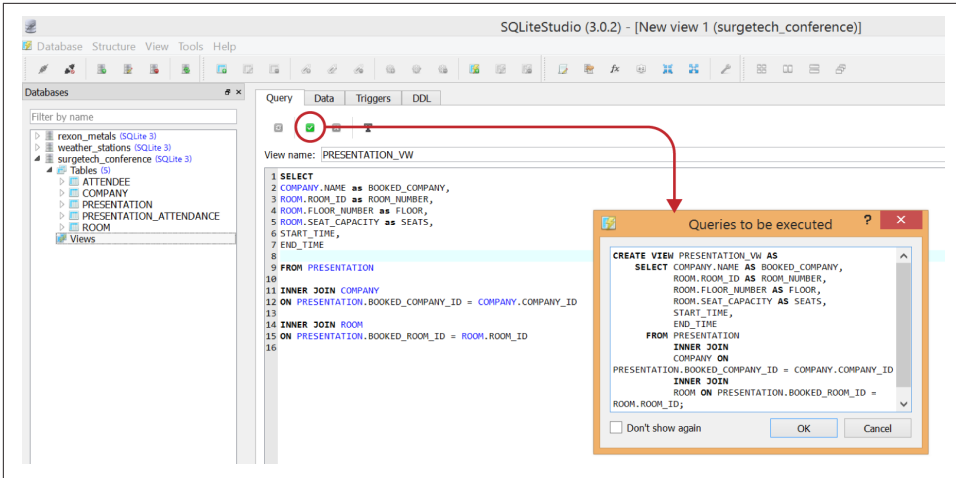 SQLiteStudio (3.0.2) - [New view 1 (surgetech_conference)]
Database Structure View Tools Help
Databases
Filter by name
rexon_metals (SQLite 3)
weather_stations (SQLite 3)
surgetech_conference (SQLite 3)
Tables (5)
ATTENDEE
COMPANY
PRESENTATION
PRESENTATION_ATTENDANCE
ROOM
Views
Query Data Triggers DDL
View name: PRESENTATION_VW
1 SELECT
2 COMPANY.NAME as BOOKED_COMPANY,
3 ROOM.ROOM_ID as ROOM_NUMBER,
4 ROOM.FLOOR_NUMBER as FLOOR,
5 ROOM.SEAT_CAPACITY as SEATS,
6 START_TIME,
7 END_TIME
8
9 FROM PRESENTATION
10
11 INNER JOIN COMPANY
12 ON PRESENTATION.BOOKED_COMPANY_ID = COMPANY.COMPANY_ID
13
14 INNER JOIN ROOM
15 ON PRESENTATION.BOOKED_ROOM_ID = ROOM.ROOM_ID
16
Queries to be executed ? ×
CREATE VIEW PRESENTATION_VW AS
SELECT COMPANY.NAME AS BOOKED_COMPANY,
ROOM.ROOM_ID AS ROOM_NUMBER,
ROOM.FLOOR_NUMBER AS FLOOR,
ROOM.SEAT_CAPACITY AS SEATS,
START_TIME,
END_TIME
FROM PRESENTATION
INNER JOIN
COMPANY ON
PRESENTATION.BOOKED_COMPANY_ID = COMPANY.COMPANY_ID
INNER JOIN
ROOM ON PRESENTATION.BOOKED_ROOM_ID =
ROOM.ROOM_ID;
Don't show again OK Cancel